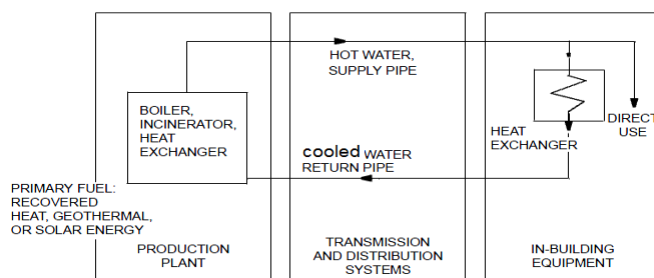 HOT WATER,
SUPPLY PIPE
BOILER,
INCINERATOR,
HEAT
EXCHANGER
HEAT
EXCHANGER
DIRECT
USE
cooled WATER
RETURN PIPE
PRIMARY FUEL:
RECOVERED
HEAT, GEOTHERMAL,
OR SOLAR ENERGY
PRODUCTION
PLANT
TRANSMISSION
AND DISTRIBUTION
SYSTEMS
IN-BUILDING
EQUIPMENT